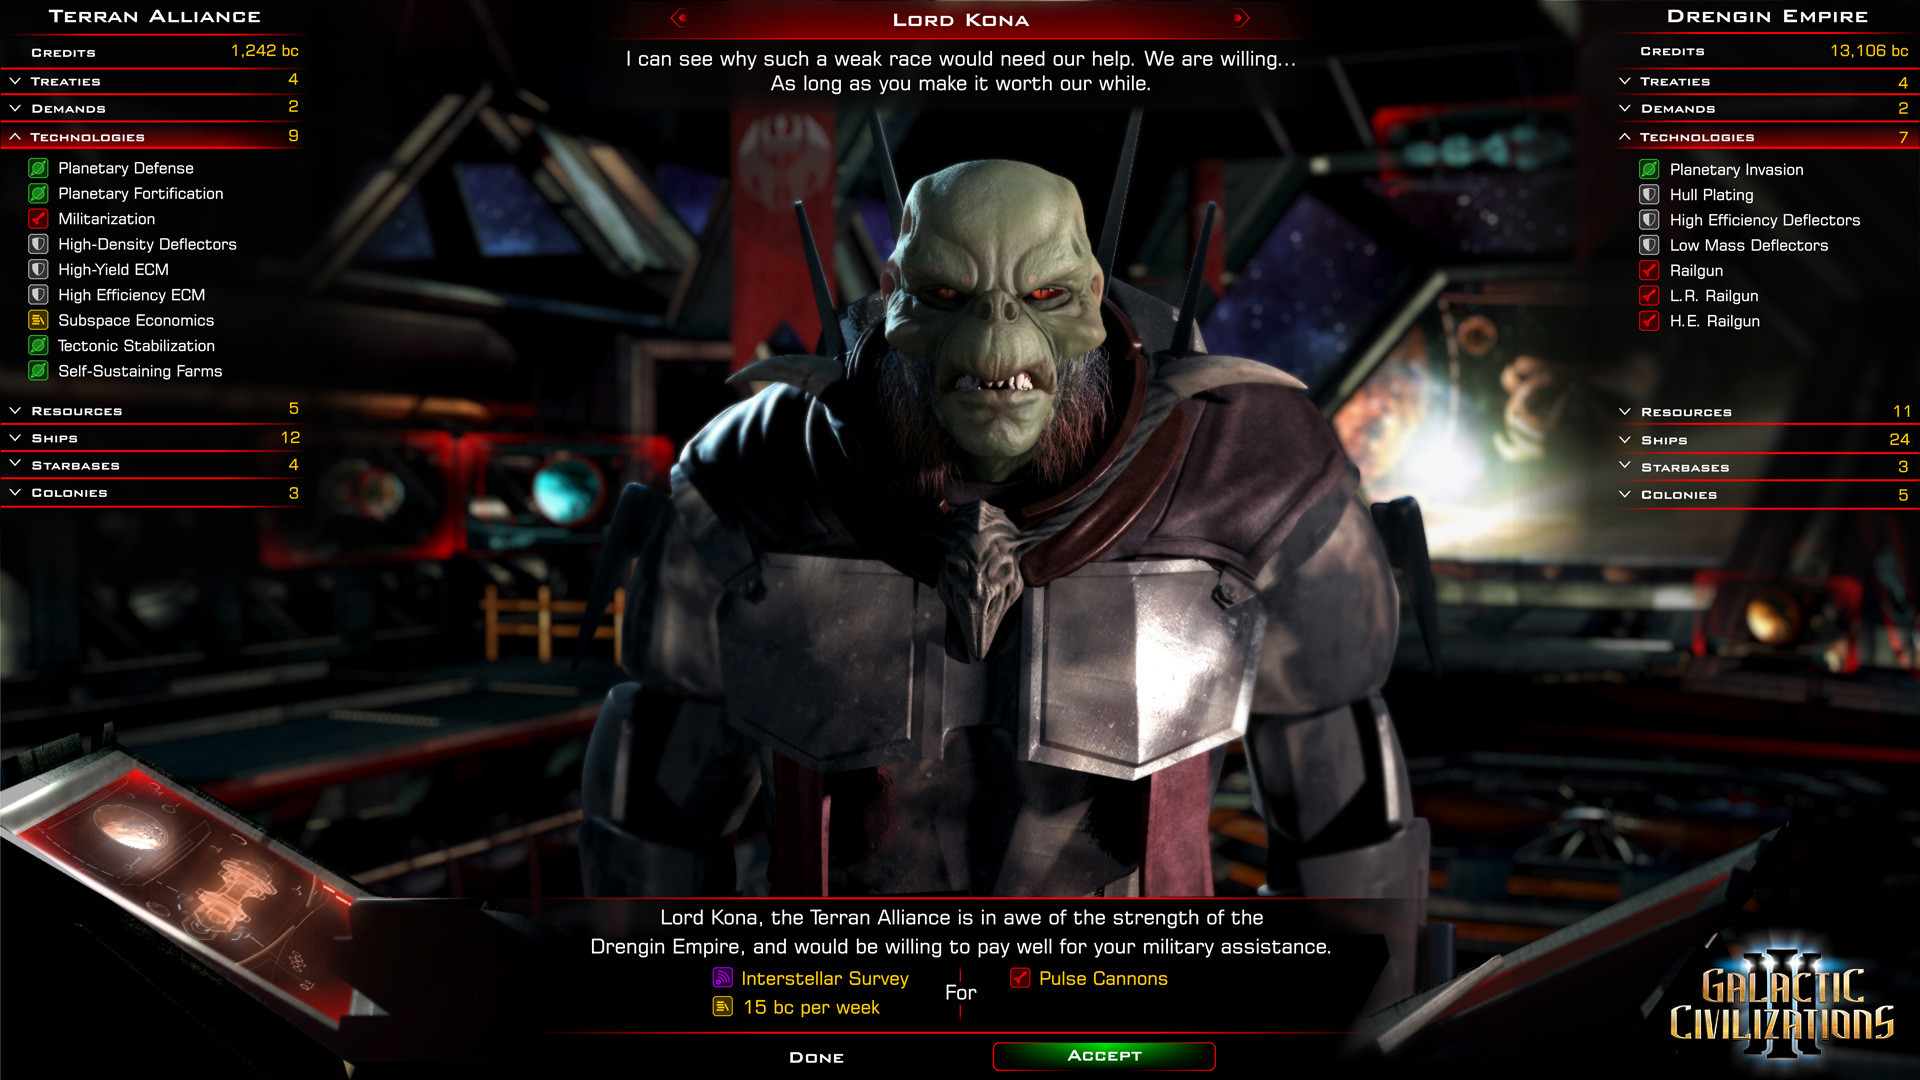 Terran Alliance
Credits 1,242 bc
Treaties 4
Demands 2
Technologies 9
Planetary Defense
Planetary Fortification
Militarization
High-Density Deflectors
High-Yield ECM
High Efficiency ECM
Subspace Economics
Tectonic Stabilization
Self-Sustaining Farms
Resources 5
Ships 12
Starbases 4
Colonies 3
Lord Kona
I can see why such a weak race would need our help. We are willing...
As long as you make it worth our while.
Drengin Empire
Credits 13,106 bc
Treaties 4
Demands 2
Technologies 7
Planetary Invasion
Hull Plating
High Efficiency Deflectors
Low Mass Deflectors
Railgun
L.R. Railgun
H.E. Railgun
Resources 11
Ships 24
Starbases 3
Colonies 5
Lord Kona, the Terran Alliance is in awe of the strength of the
Drengin Empire, and would be willing to pay well for your military assistance.
Interstellar Survey
15 bc per week
For
Pulse Cannons
Done
Accept
Galactic
Civilizations
III